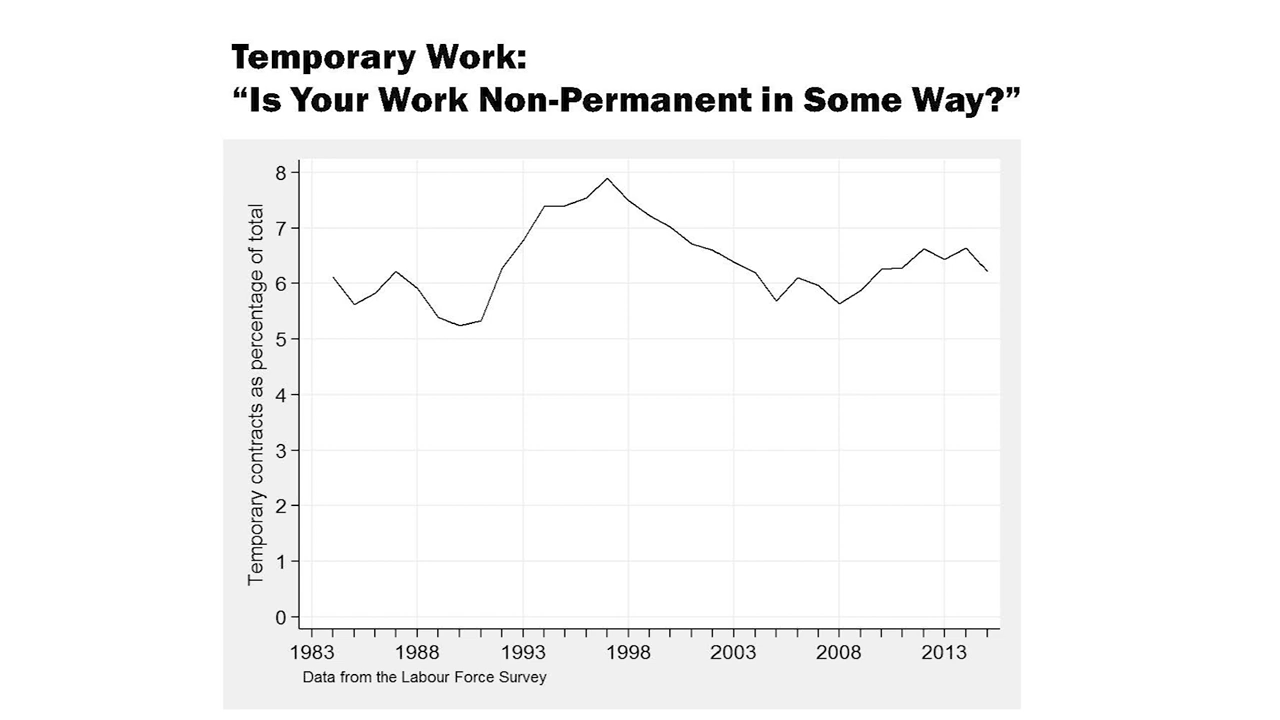 Temporary Work:
“Is Your Work Non-Permanent in Some Way?”
Temporary contracts as percentage of total
8
7
6
5
4
3
2
1
0
1983 1988 1993 1998 2003 2008 2013
Data from the Labour Force Survey